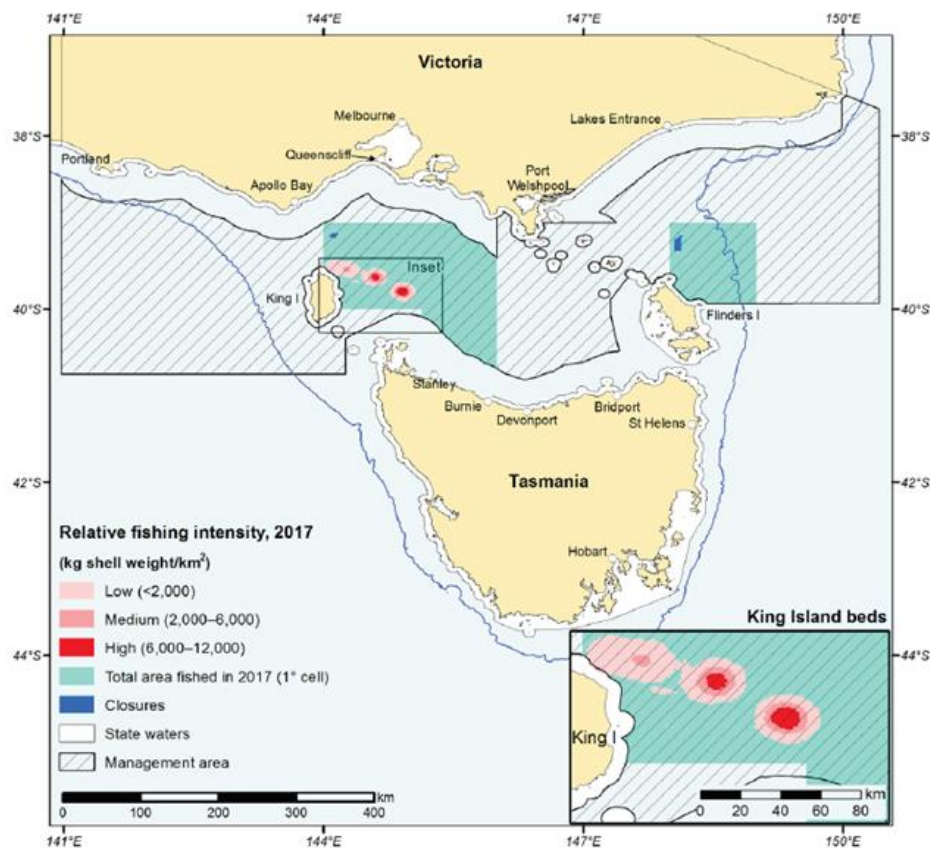 141°E 144°E 147°E 150°E
Victoria
Melbourne
Lakes Entrance
38°S 38°S
Queenscliff
Portland
Port
Welshpool
Apollo Bay
Inset
King I
40°S 40°S
Flinders I
Stanley
Burnie
Bridport
Devonport
St Helens
42°S 42°S
Tasmania
Relative fishing intensity, 2017
(kg shell weight/km²)
Hobart
Low (<2,000)
Medium (2,000–6,000)
King Island beds
High (6,000–12,000)
44°S 44°S
Total area fished in 2017 (1° cell)
Closures
State waters
King I
Management area
km
0 100 200 300 400
km
0 20 40 60 80
141°E 144°E 147°E 150°E